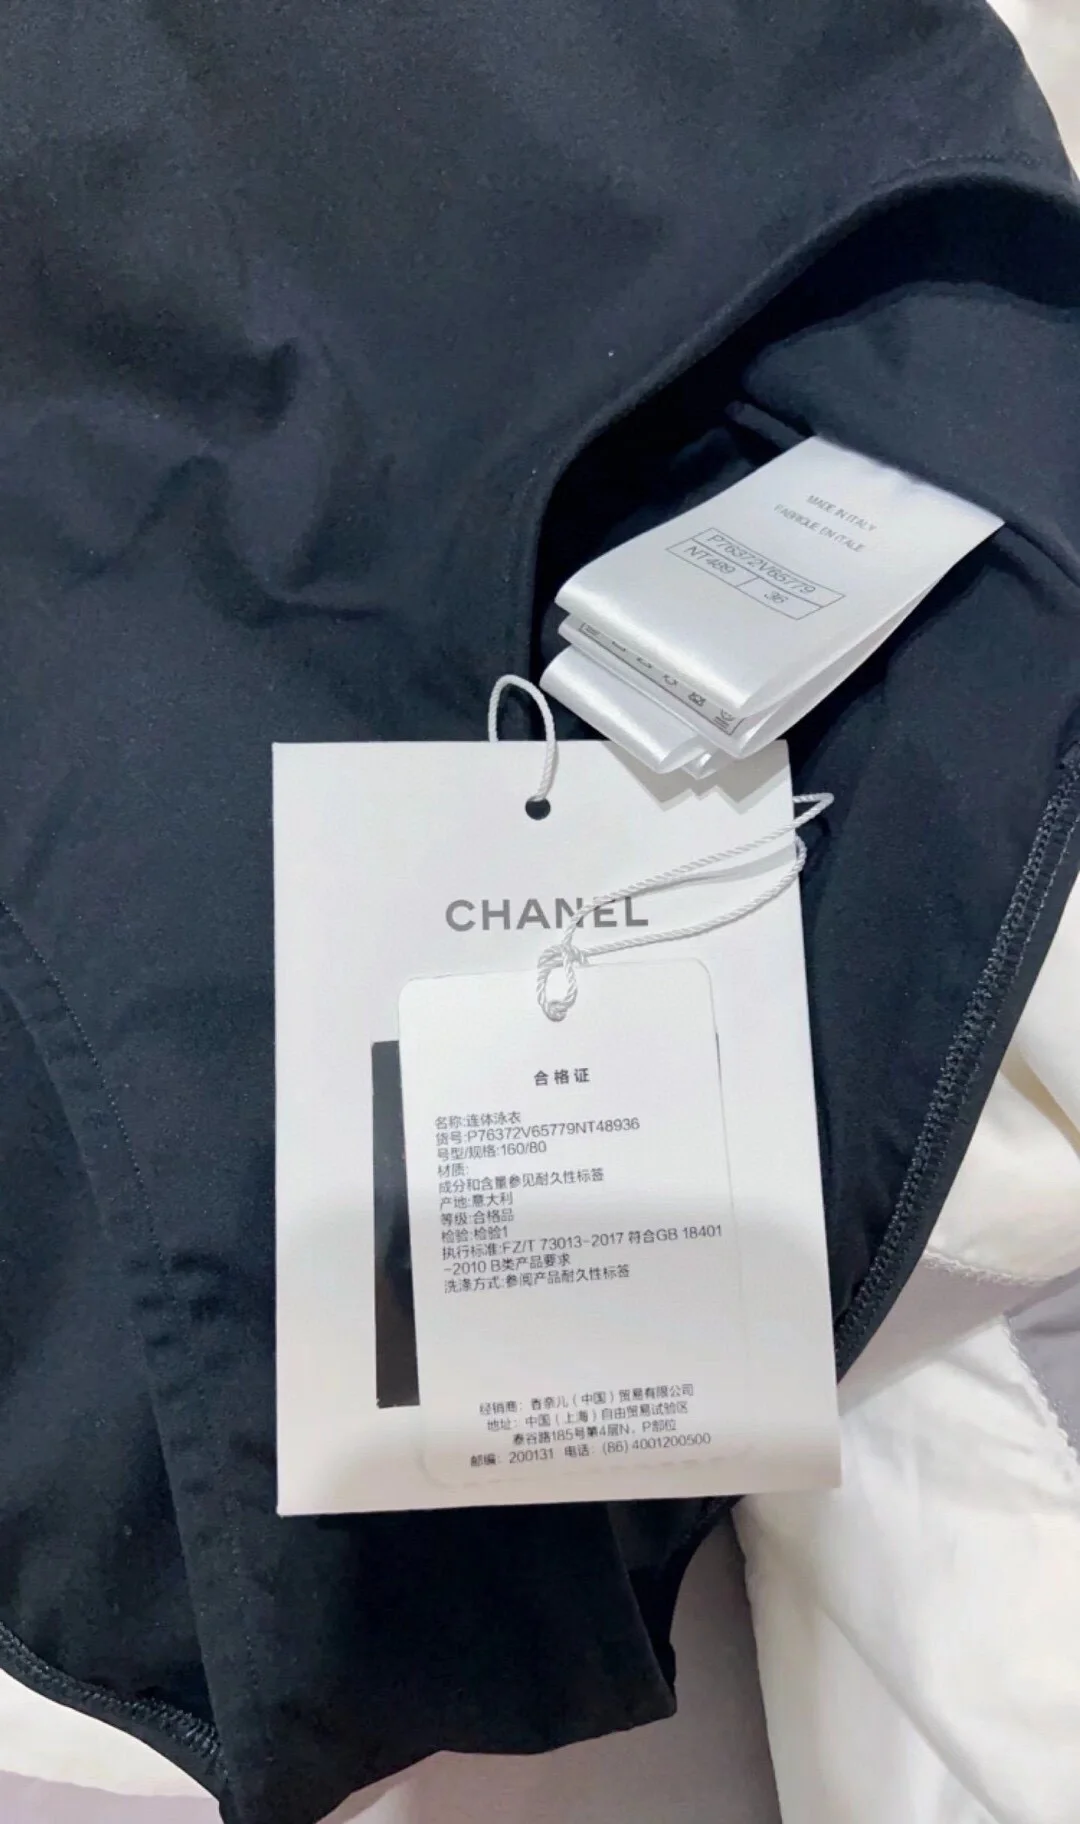 MADE IN ITALY
FABRIQUE EN ITALIE
P76372V65779
NT489 36
CHANEL
合格证
名称:连体泳衣
货号:P76372V65779NT48936
号型/规格:160/80
材质:
成分和含量参见耐久性标签
产地:意大利
等级:合格品
检验:检验1
执行标准:FZ/T 73013-2017 符合GB 18401
-2010 B类产品要求
洗涤方式:参阅产品耐久性标签
经销商：香奈儿（中国）贸易有限公司
地址：中国（上海）自由贸易试验区
泰谷路185号第4层N、P部位
邮编：200131 电话：(86) 4001200500